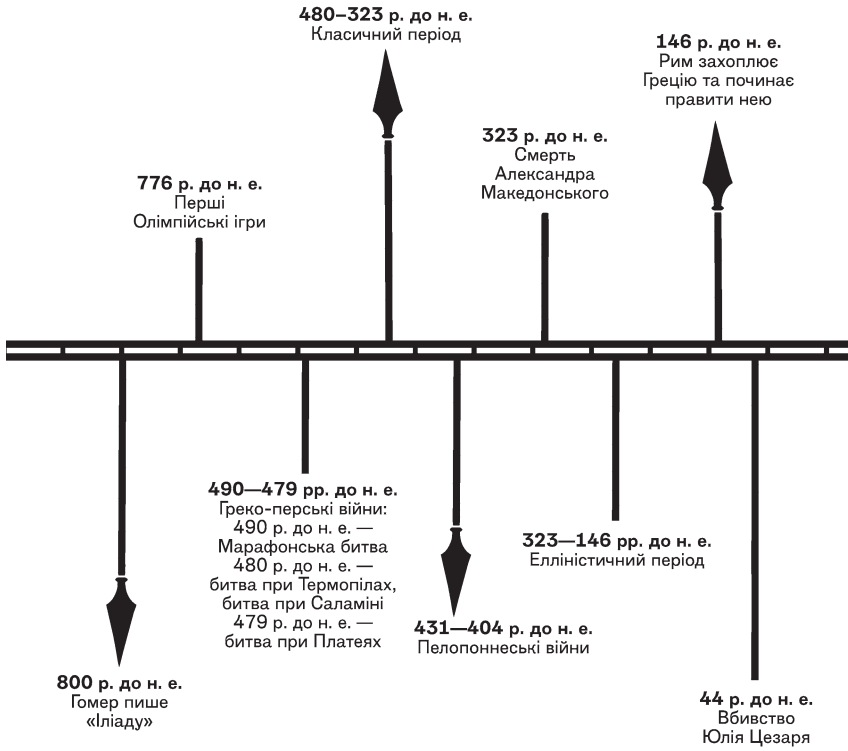 480–323 р. до н. е.
Класичний період
146 р. до н. е.
Рим захоплює
Грецію та починає
правити нею
323 р. до н. е.
Смерть
Александра
Македонського
776 р. до н. е.
Перші
Олімпійські ігри
490—479 рр. до н. е.
Греко-перські війни:
490 р. до н. е. —
Марафонська битва
480 р. до н. е. —
битва при Термопілах,
битва при Саламіні
479 р. до н. е. —
битва при Платеях
323—146 рр. до н. е.
Елліністичний період
431—404 р. до н. е.
Пелопоннеські війни
800 р. до н. е.
Гомер пише
«Іліаду»
44 р. до н. е.
Вбивство
Юлія Цезаря